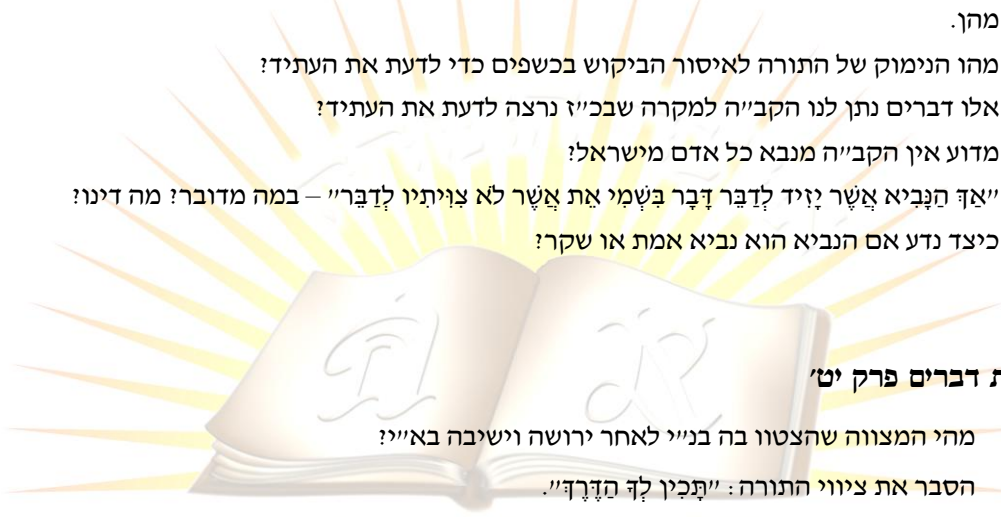 מהן.
מהו הנימוק של התורה לאיסור הביקוש בכשפים כדי לדעת את העתיד?
אלו דברים נתן לנו הקב״ה למקרה שבכ״ז נרצה לדעת את העתיד?
מדוע אין הקב״ה מנבא כל אדם מישראל?
״אַךְ הַנָּבִיא אֲשֶׁר יָזִיד לְדַבֵּר דָּבָר בִּשְׁמִי אֵת אֲשֶׁר לֹא צִוִּיתִיו לְדַבֵּר״ – במה מדובר? מה דינו?
כיצד נדע אם הנביא הוא נביא אמת או שקר?
ת דברים פרק יט׳
מהי המצווה שהצטוו בה בנ״י לאחר ירושה וישיבה בא״י?
הסבר את ציווי התורה: ״תָּכִין לְךָ הַדֶּרֶךְ״.